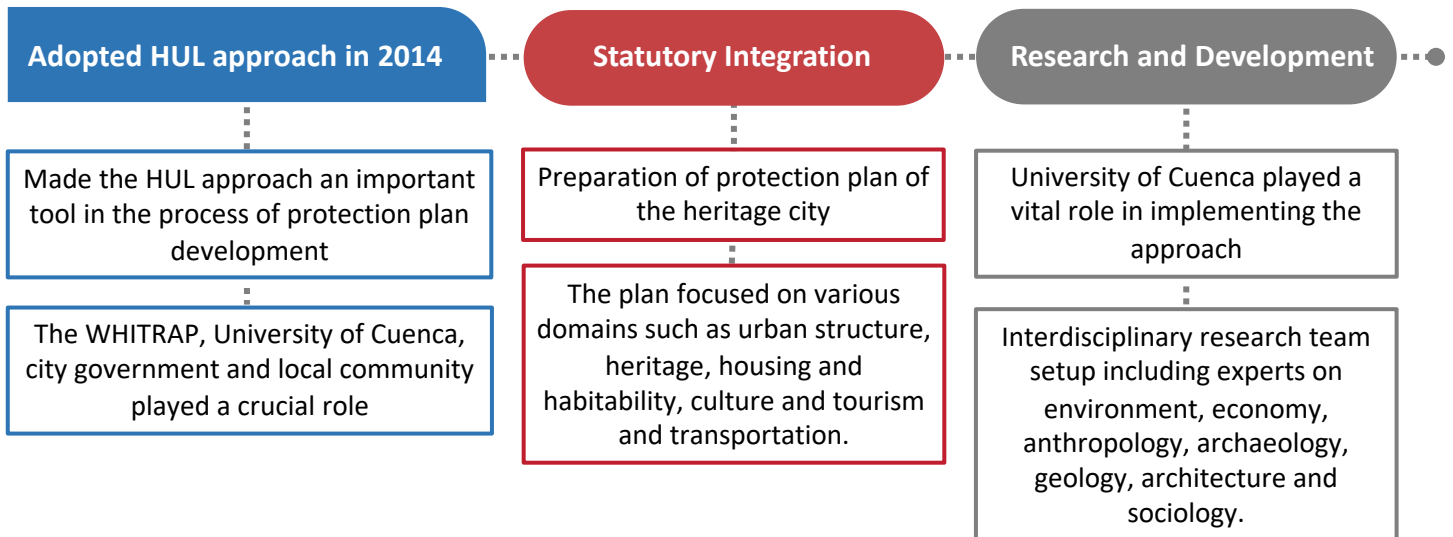 Adopted HUL approach in 2014
Made the HUL approach an important
tool in the process of protection plan
development
The WHITRAP, University of Cuenca,
city government and local community
played a crucial role
Statutory Integration
Preparation of protection plan of
the heritage city
The plan focused on various
domains such as urban structure,
heritage, housing and
habitability, culture and tourism
and transportation.
Research and Development
University of Cuenca played a
vital role in implementing the
approach
Interdisciplinary research team
setup including experts on
environment, economy,
anthropology, archaeology,
geology, architecture and
sociology.